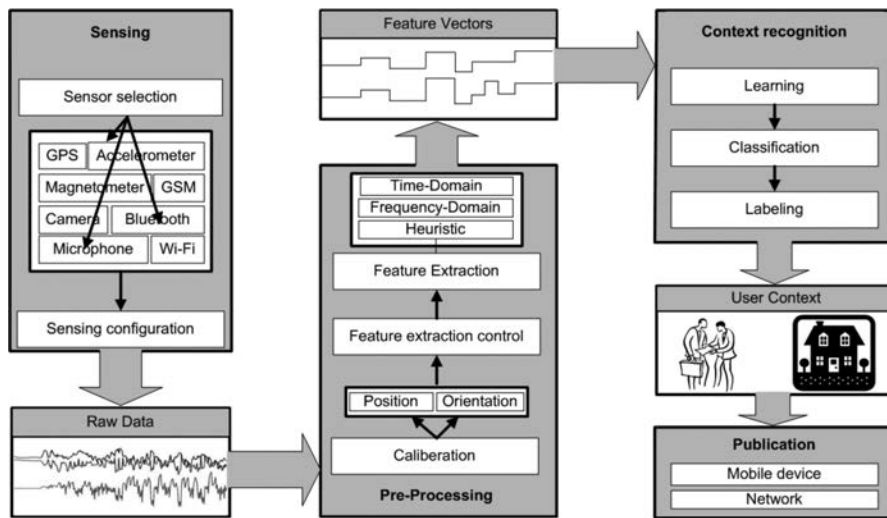 Sensing
Sensor selection
GPS
Accelerometer
Magnetometer
GSM
Camera
Bluetooth
Microphone
Wi-Fi
Sensing configuration
Raw Data
Feature Vectors
Time-Domain
Frequency-Domain
Heuristic
Feature Extraction
Feature extraction control
Position
Orientation
Caliberation
Pre-Processing
Context recognition
Learning
Classification
Labeling
User Context
Publication
Mobile device
Network